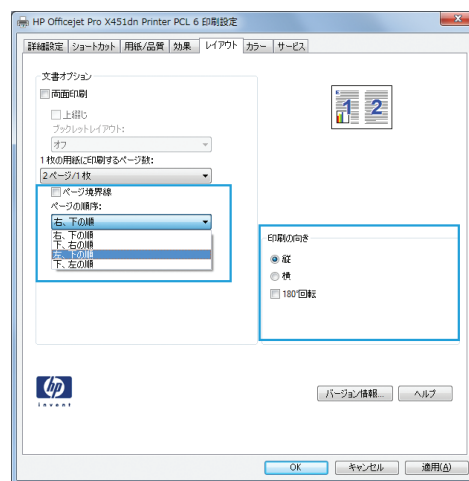 HP Officejet Pro X451dn Printer PCL 6 印刷設定
詳細設定 ショートカット 用紙/品質 効果 レイアウト カラー サービス
文書オプション
両面印刷
上綴じ
ブックレットレイアウト:
オフ
1 枚の用紙に印刷するページ数:
2 ページ/1 枚
ページ境界線
ページの順序:
右、下の順
右、下の順
下、右の順
左、下の順
下、左の順
1 2
印刷の向き
縦
横
180°回転
hp
invent
バージョン情報... ヘルプ
OK キャンセル 適用(A)